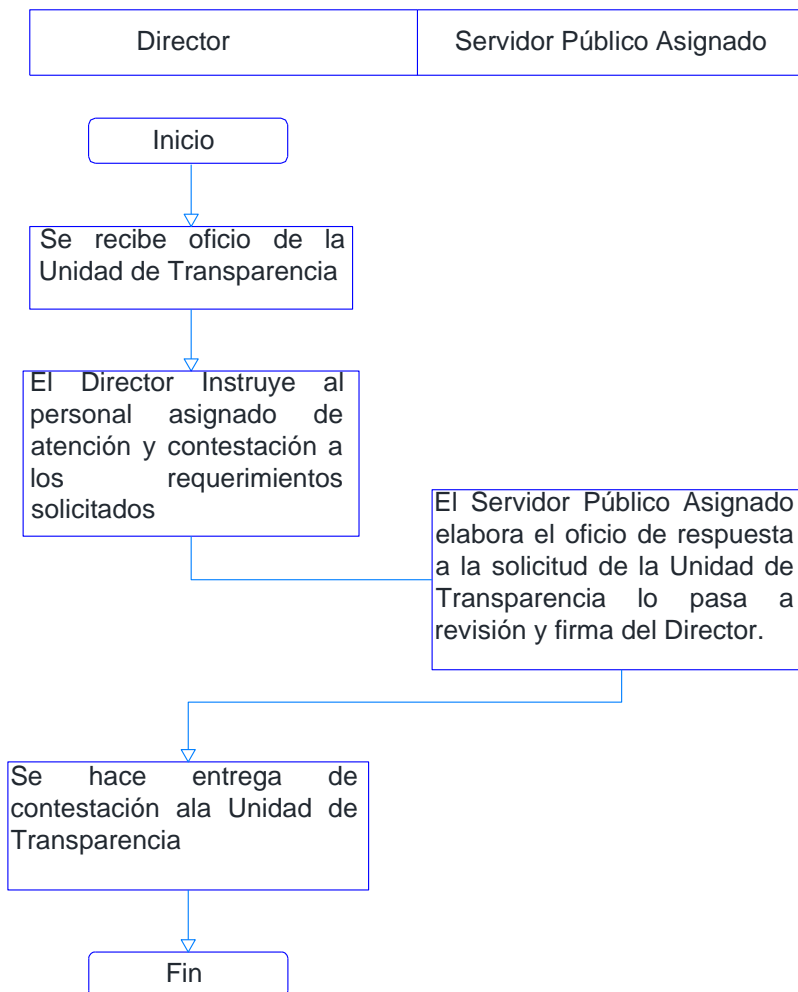 Director
Servidor Público Asignado
Inicio
Se recibe oficio de la
Unidad de Transparencia
El Director Instruye al
personal asignado de
atención y contestación a
los requerimientos
solicitados
El Servidor Público Asignado
elabora el oficio de respuesta
a la solicitud de la Unidad de
Transparencia lo pasa a
revisión y firma del Director.
Se hace entrega de
contestación ala Unidad de
Transparencia
Fin